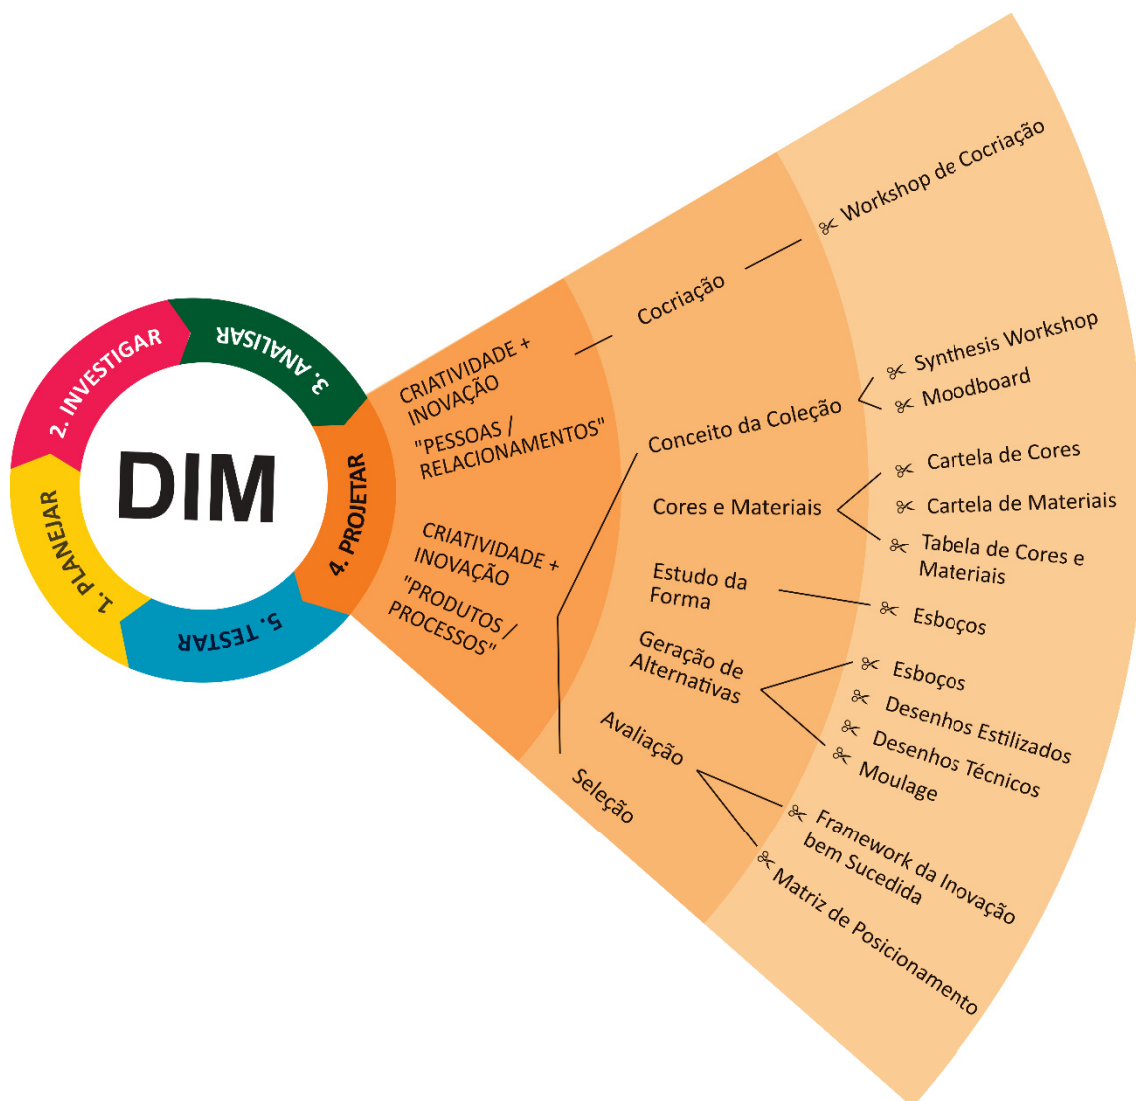 DIM
1. PLANEJAR
2. INVESTIGAR
3. ANALISAR
4. PROJETAR
5. TESTAR
CRIATIVIDADE +
INOVAÇÃO
"PESSOAS /
RELACIONAMENTOS"
Cocriação
Workshop de Cocriação
CRIATIVIDADE +
INOVAÇÃO
"PRODUTOS /
PROCESSOS"
Conceito da Coleção
Synthesis Workshop
Moodboard
Cores e Materiais
Cartela de Cores
Cartela de Materiais
Tabela de Cores e
Materiais
Estudo da
Forma
Esboços
Geração de
Alternativas
Esboços
Desenhos Estilizados
Desenhos Técnicos
Moulage
Avaliação
Framework da Inovação
bem Sucedida
Matriz de Posicionamento
Seleção